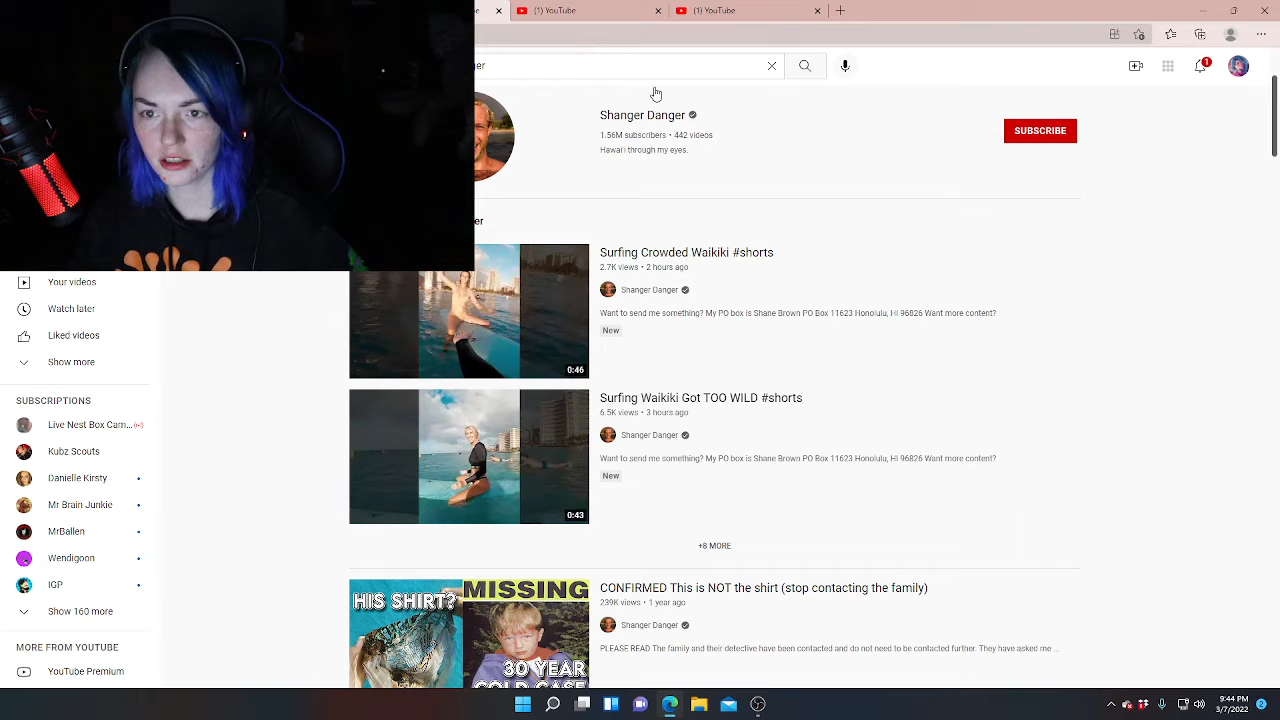 (1) YouTube
(1) YouTube
Shanger Danger
1.56M subscribers • 442 videos
Hawai'i through my eyes.
SUBSCRIBE
1
Surfing Crowded Waikiki #shorts
2.7K views • 2 hours ago
Shanger Danger
Want to send me something? My PO box is Shane Brown PO Box 11623 Honolulu, HI 96826 Want more content?
New
0:46
Surfing Waikiki Got TOO WILD #shorts
6.5K views • 3 hours ago
Shanger Danger
Want to send me something? My PO box is Shane Brown PO Box 11623 Honolulu, HI 96826 Want more content?
New
0:43
+8 MORE
CONFIRMED This is NOT the shirt (stop contacting the family)
239K views • 1 year ago
Shanger Danger
PLEASE READ The family and their detective have been contacted and do not need to be contacted further. They have asked me ...
HIS SHIRT?
MISSING
Your videos
Watch later
Liked videos
Show more
SUBSCRIPTIONS
Live Nest Box Cam...
Kubz Scouts
Danielle Kirsty
Mr Brain Junkie
MrBallen
Wendigoon
IGP
Show 160 more
MORE FROM YOUTUBE
YouTube Premium
9:44 PM
3/7/2022
2